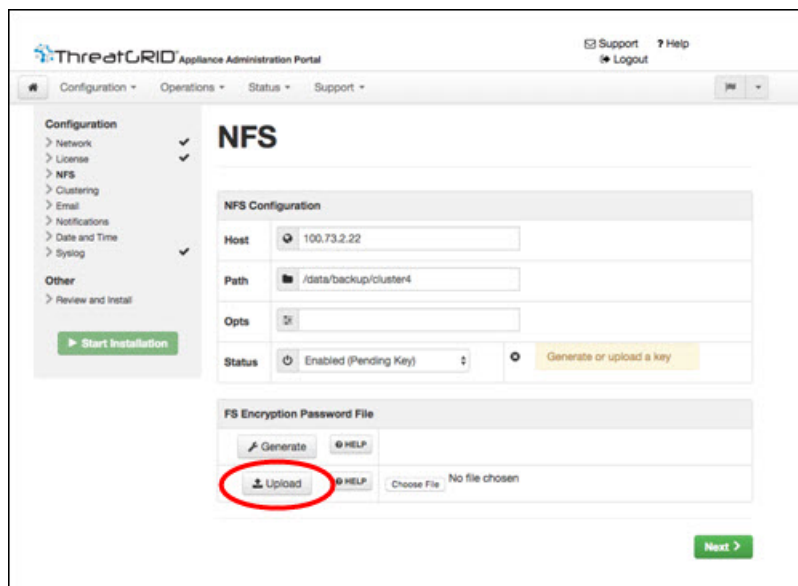 Support ? Help
ThreatGRID Appliance Administration Portal
Logout
Configuration Operations Status Support
Configuration
Network
License
NFS
Clustering
Email
Notifications
Date and Time
Syslog
Other
Review and Install
Start Installation
NFS
NFS Configuration
Host 100.73.2.22
Path /data/backup/cluster4
Opts
Status Enabled (Pending Key) Generate or upload a key
FS Encryption Password File
Generate HELP
Upload HELP Choose File No file chosen
Next